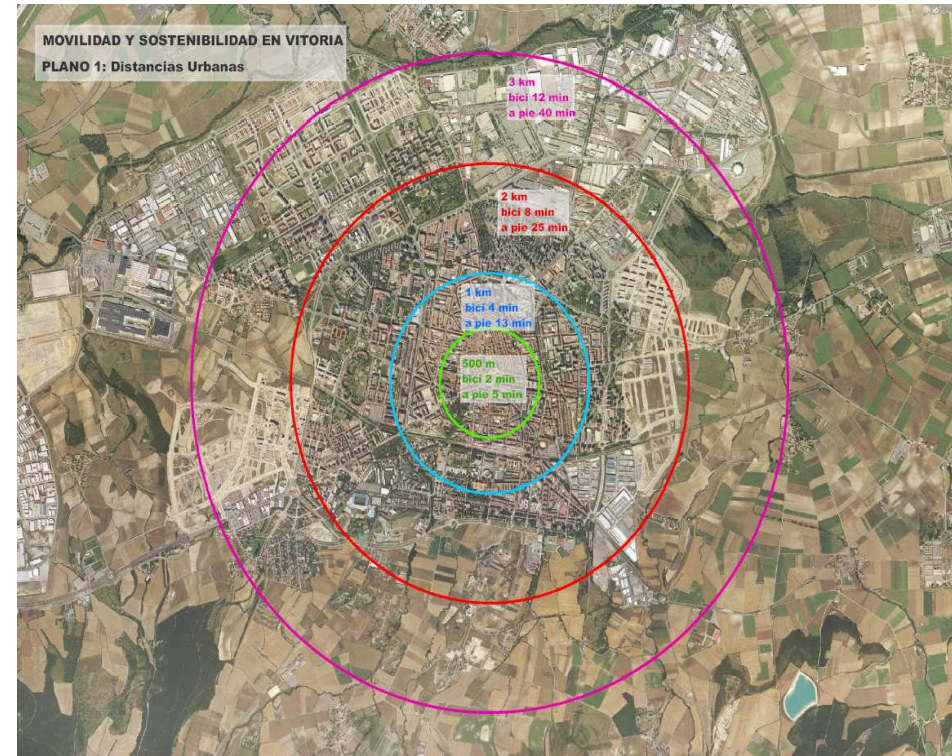 MOVILIDAD Y SOSTENIBILIDAD EN VITORIA
PLANO 1: Distancias Urbanas
3 km
bici 12 min
a pie 40 min
2 km
bici 8 min
a pie 25 min
1 km
bici 4 min
a pie 13 min
500 m
bici 2 min
a pie 5 min